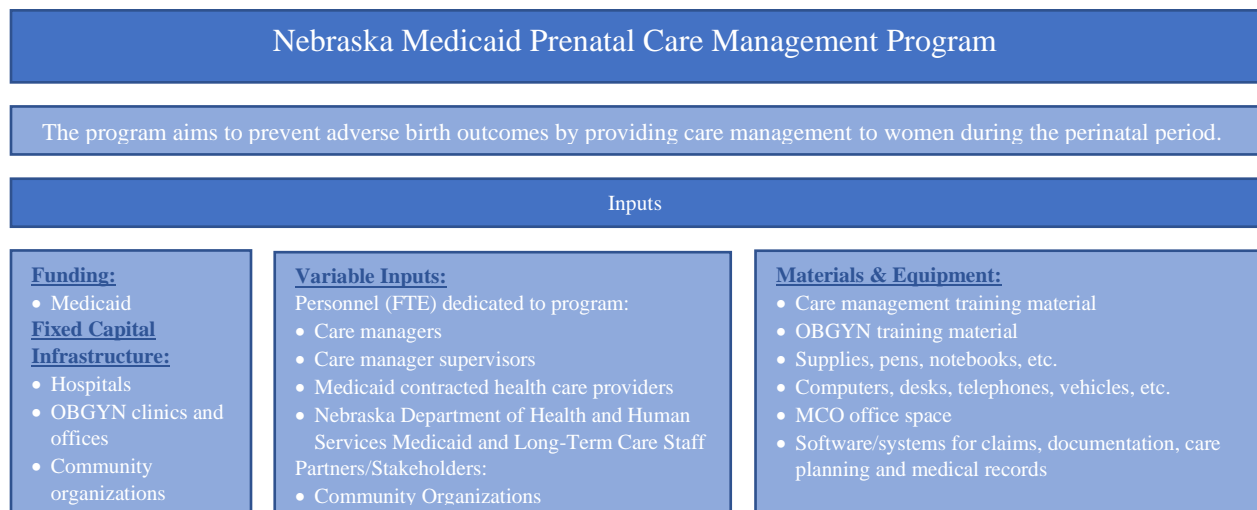 Nebraska Medicaid Prenatal Care Management Program
The program aims to prevent adverse birth outcomes by providing care management to women during the perinatal period.
Inputs
Funding:
• Medicaid
Fixed Capital
Infrastructure:
• Hospitals
• OBGYN clinics and
offices
• Community
organizations
Variable Inputs:
Personnel (FTE) dedicated to program:
• Care managers
• Care manager supervisors
• Medicaid contracted health care providers
• Nebraska Department of Health and Human
Services Medicaid and Long-Term Care Staff
Partners/Stakeholders:
• Community Organizations
Materials & Equipment:
• Care management training material
• OBGYN training material
• Supplies, pens, notebooks, etc.
• Computers, desks, telephones, vehicles, etc.
• MCO office space
• Software/systems for claims, documentation, care
planning and medical records